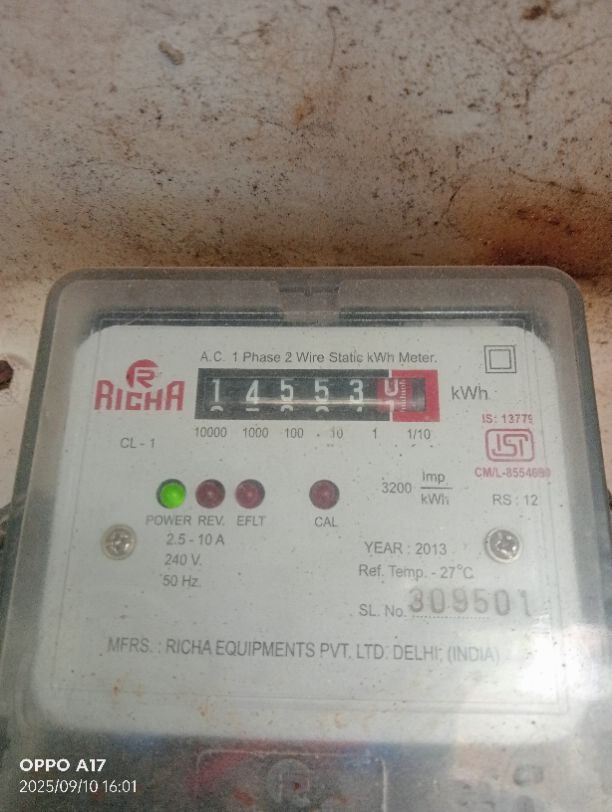 A.C. 1 Phase 2 Wire Static kWh Meter.
RICHA
1 4 5 5 3
kWh
10000 1000 100 10 1 1/10
CL - 1
IS: 13779
ISI
CM/L-8554690
3200 Imp/kWh
RS : 12
POWER REV. EFLT CAL
2.5 - 10 A
240 V.
50 Hz.
YEAR : 2013
Ref. Temp. - 27°C
SL. No. 309501
MFRS. : RICHA EQUIPMENTS PVT. LTD. DELHI, (INDIA)
OPPO A17
2025/09/10 16:01